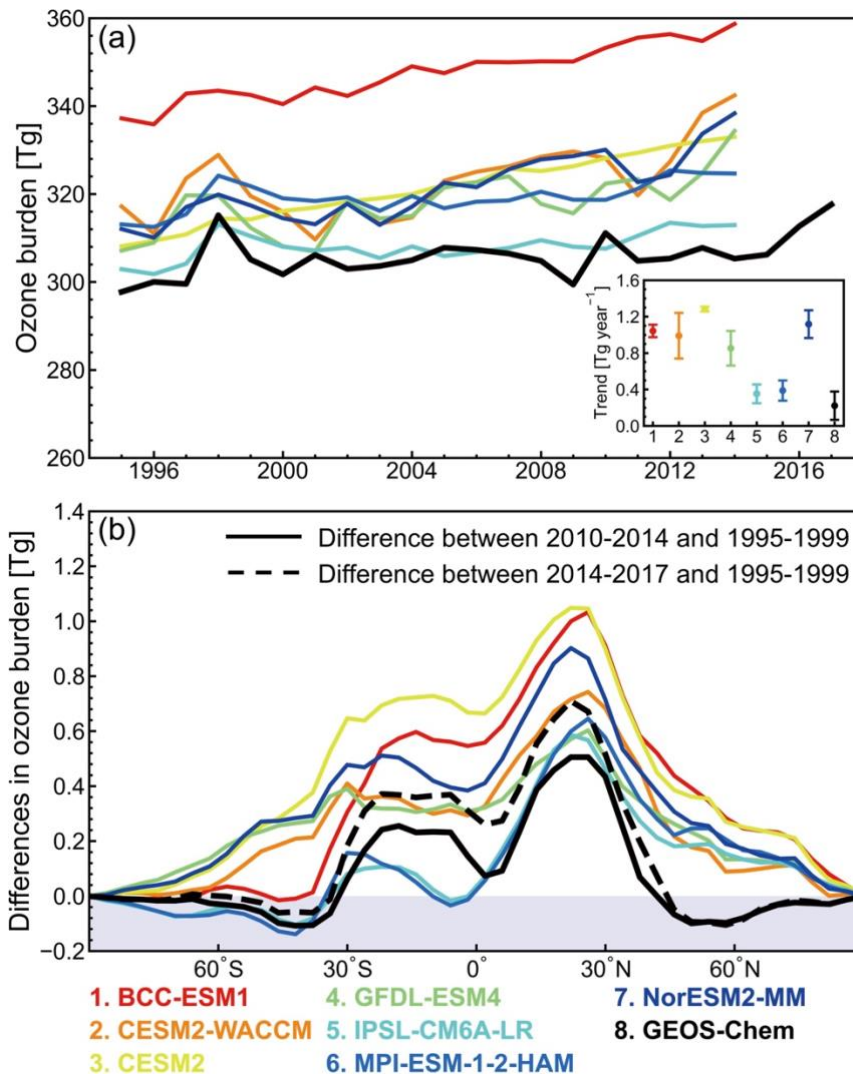 360
(a)
340
320
300
280
260
Ozone burden [Tg]
1996
2000
2004
2008
2012
2016
1.6
1.2
0.8
0.4
0.0
Trend [Tg year⁻¹]
1 2 3 4 5 6 7 8
1.4
(b)
1.2
1.0
0.8
0.6
0.4
0.2
0.0
−0.2
Differences in ozone burden [Tg]
Difference between 2010-2014 and 1995-1999
Difference between 2014-2017 and 1995-1999
60°S
30°S
0°
30°N
60°N
1. BCC-ESM1
4. GFDL-ESM4
7. NorESM2-MM
2. CESM2-WACCM
5. IPSL-CM6A-LR
8. GEOS-Chem
3. CESM2
6. MPI-ESM-1-2-HAM